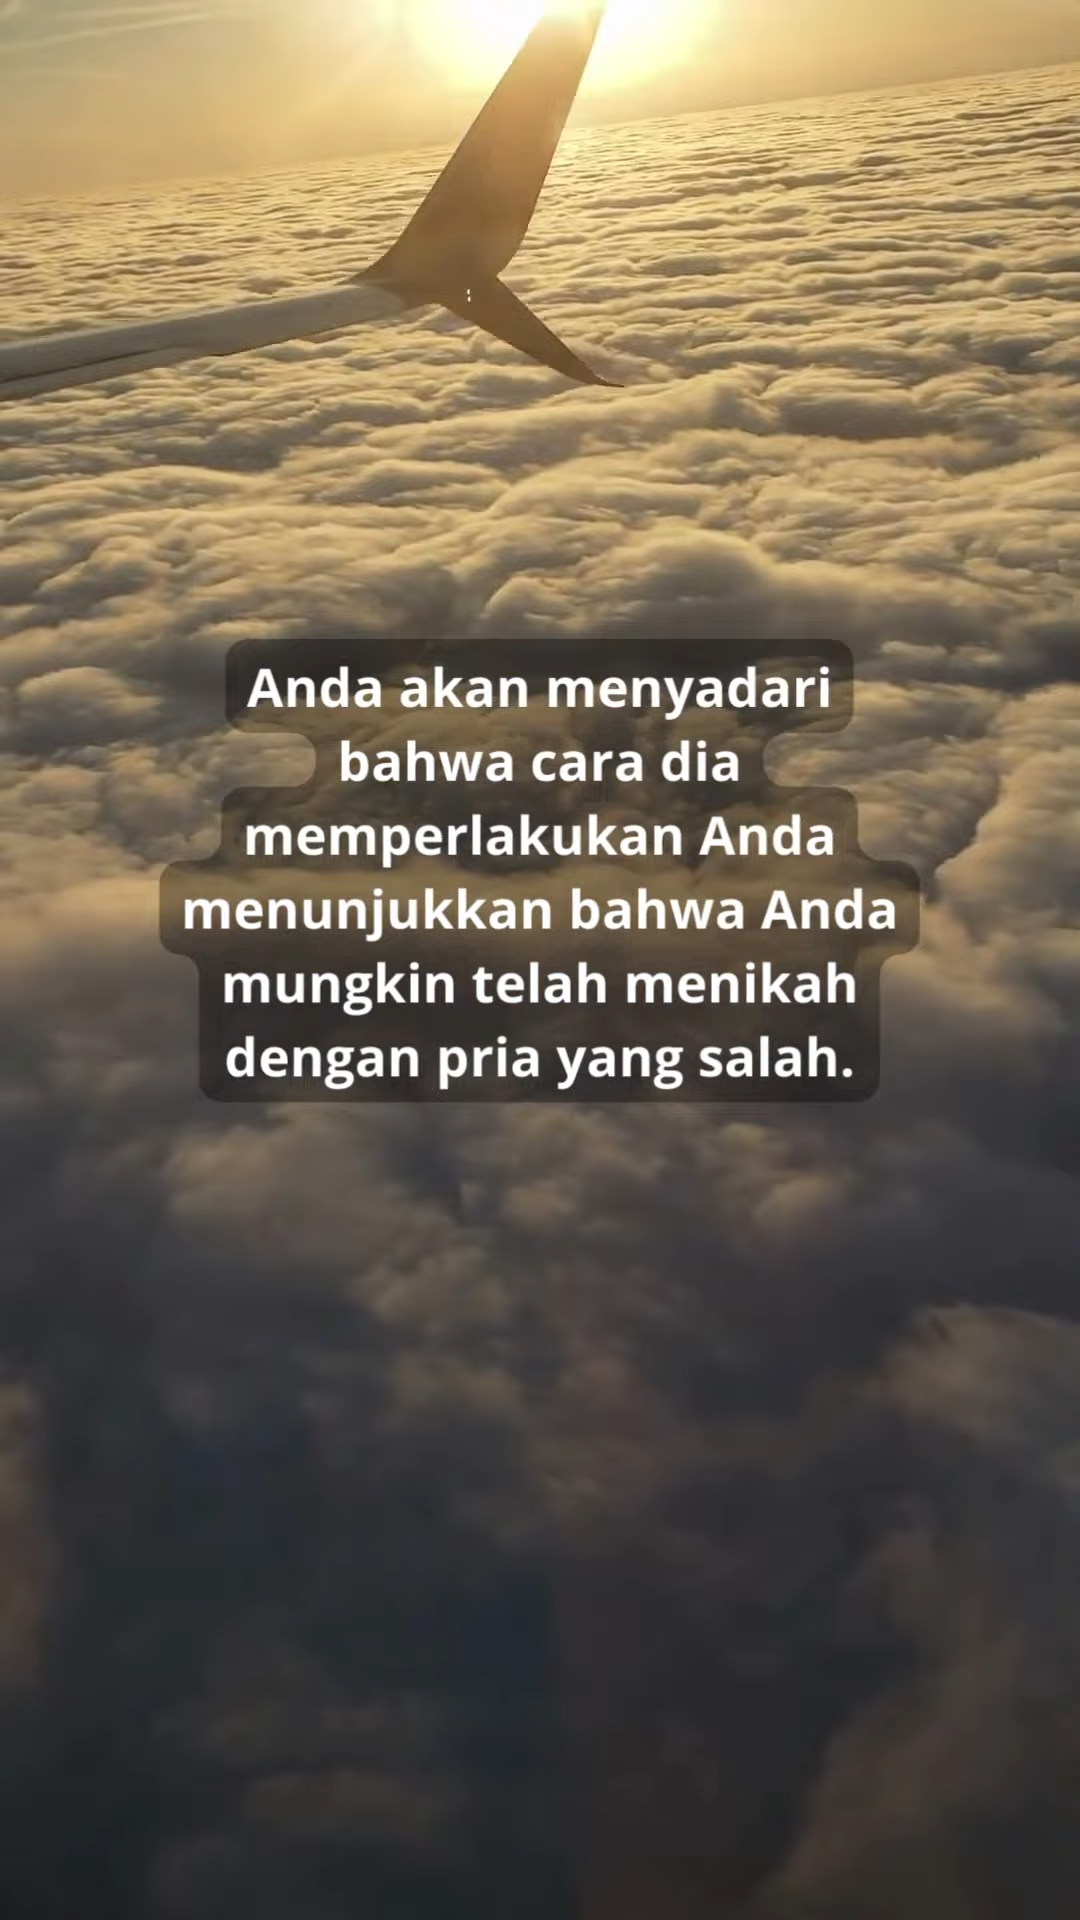 Anda akan menyadari
bahwa cara dia
memperlakukan Anda
menunjukkan bahwa Anda
mungkin telah menikah
dengan pria yang salah.